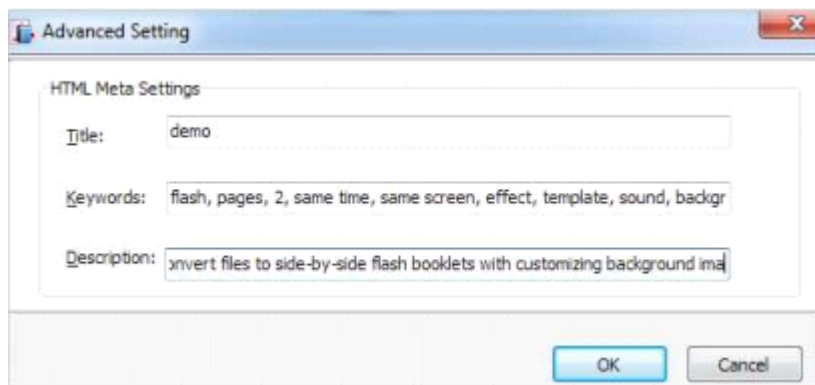 Advanced Setting
HTML Meta Settings
Title: demo
Keywords: flash, pages, 2, same time, same screen, effect, template, sound, backgr
Description: onvert files to side-by-side flash booklets with customizing background ima
OK Cancel